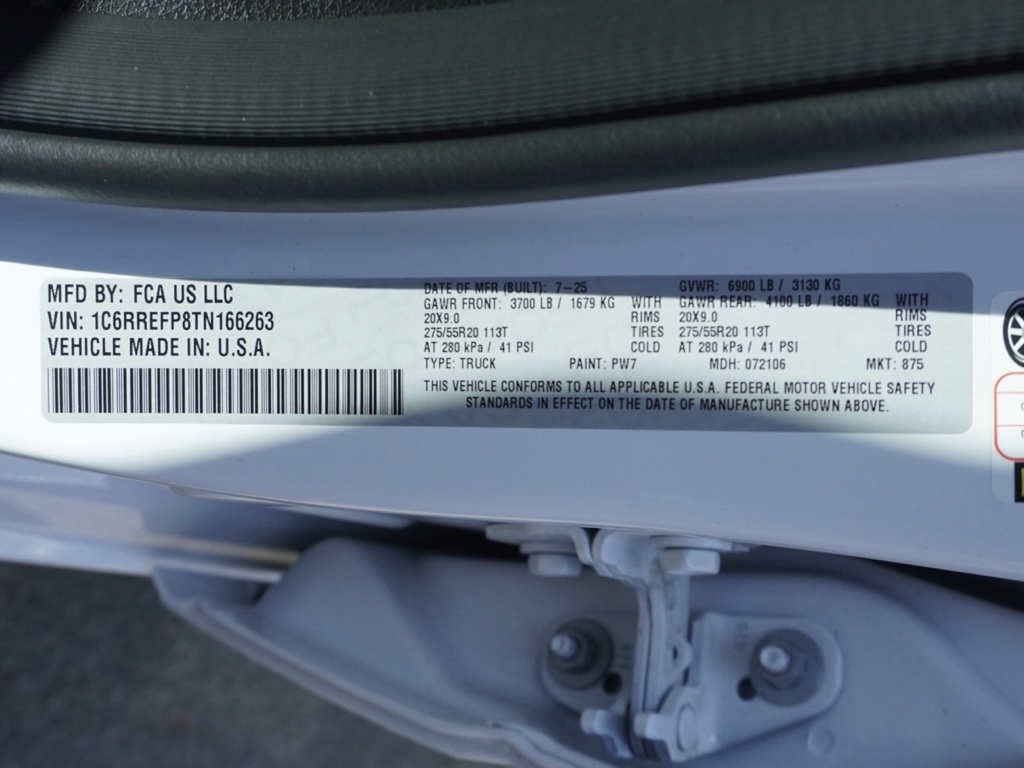 MFD BY: FCA US LLC
VIN: 1C6RREFP8TN166263
VEHICLE MADE IN: U.S.A.
DATE OF MFR (BUILT): 7-25 GVWR: 6900 LB / 3130 KG
GAWR FRONT: 3700 LB / 1679 KG WITH GAWR REAR: 4100 LB / 1860 KG WITH
20X9.0 RIMS 20X9.0 RIMS
275/55R20 113T TIRES 275/55R20 113T TIRES
AT 280 kPa / 41 PSI COLD AT 280 kPa / 41 PSI COLD
TYPE: TRUCK PAINT: PW7 MDH: 072106 MKT: 875
THIS VEHICLE CONFORMS TO ALL APPLICABLE U.S.A. FEDERAL MOTOR VEHICLE SAFETY
STANDARDS IN EFFECT ON THE DATE OF MANUFACTURE SHOWN ABOVE.